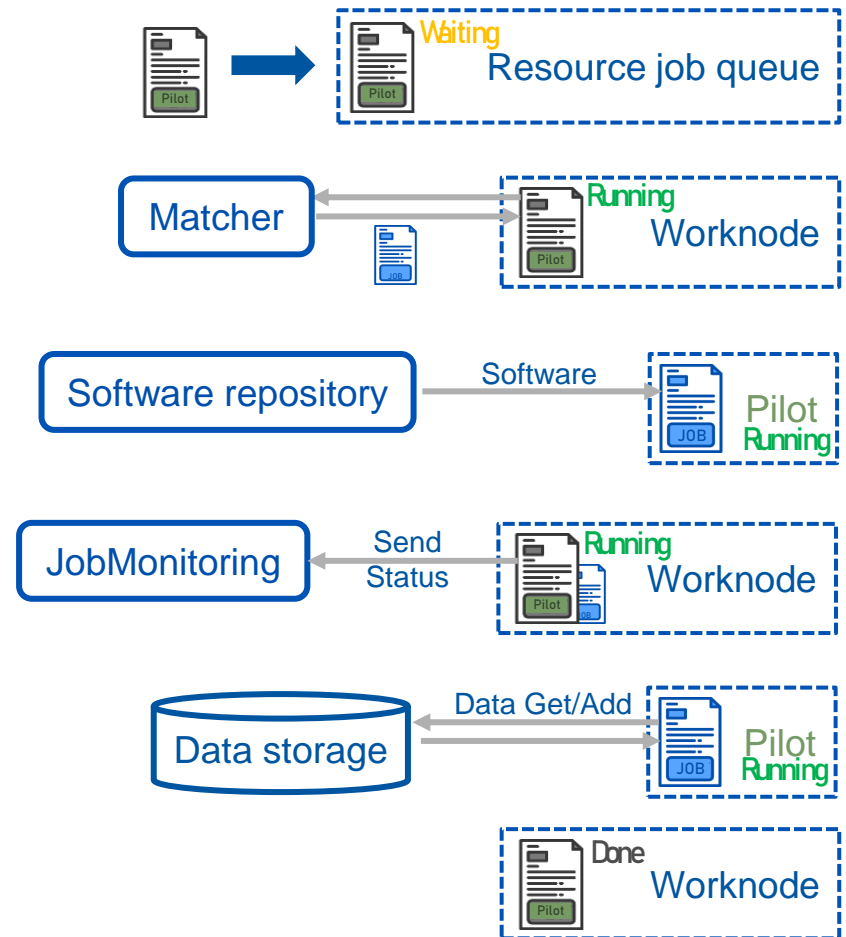 Pilot
Waiting
Pilot
Resource job queue
Matcher
JOB
Running
Pilot
Worknode
Software repository
Software
JOB
Pilot
Running
JobMonitoring
Send
Status
Running
Pilot
JOB
Worknode
Data storage
Data Get/Add
JOB
Pilot
Running
Done
Pilot
Worknode